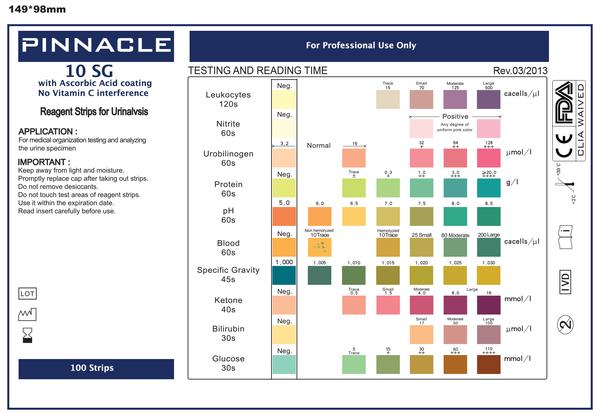 149*98mm
PINNACLE
10 SG
with Ascorbic Acid coating
No Vitamin C interference
Reagent Strips for Urinalysis
APPLICATION :
For medical organization testing and analyzing
the urine specimen
IMPORTANT :
Keep away from light and moisture.
Promptly recap after taking out strips.
Do not remove desiccants.
Do not touch test areas of reagent strips.
Use it within the expiration date.
Read insert carefully before use.
LOT
100 Strips
For Professional Use Only
TESTING AND READING TIME Rev.03/2013
Neg. Trace Small Moderate Large
15 70 125 500
Leukocytes cacells/μl
120s
Neg. Positive
Nitrite Any degree of
60s uniform pink color
3.2 Normal 16 32 64 128
Urobilinogen μmol/l
60s
Neg. Trace 0.3 1.0 3.0 ≥20.0
± + ++ +++ ++++
Protein g/l
60s
5.0 6.0 6.5 7.0 7.5 8.0 8.5
pH
60s
Neg. Non hemolyzed Hemolyzed
10Trace 10Trace 25 Small 80 Moderate 200 Large
Blood cacells/μl
60s
1,000 1,005 1,010 1,015 1,020 1,025 1,030
Specific Gravity
45s
Neg. Trace Small Moderate Large
0.5 1.5 4.0 8.0 16
Ketone mmol/l
40s
Neg. Small Moderate Large
17 50 100
Bilirubin μmol/l
30s
Neg. 5 15 30 60 110
Trace + ++ +++ ++++
Glucose mmol/l
30s
CE FDA
CLIA WAIVED
IVD
2